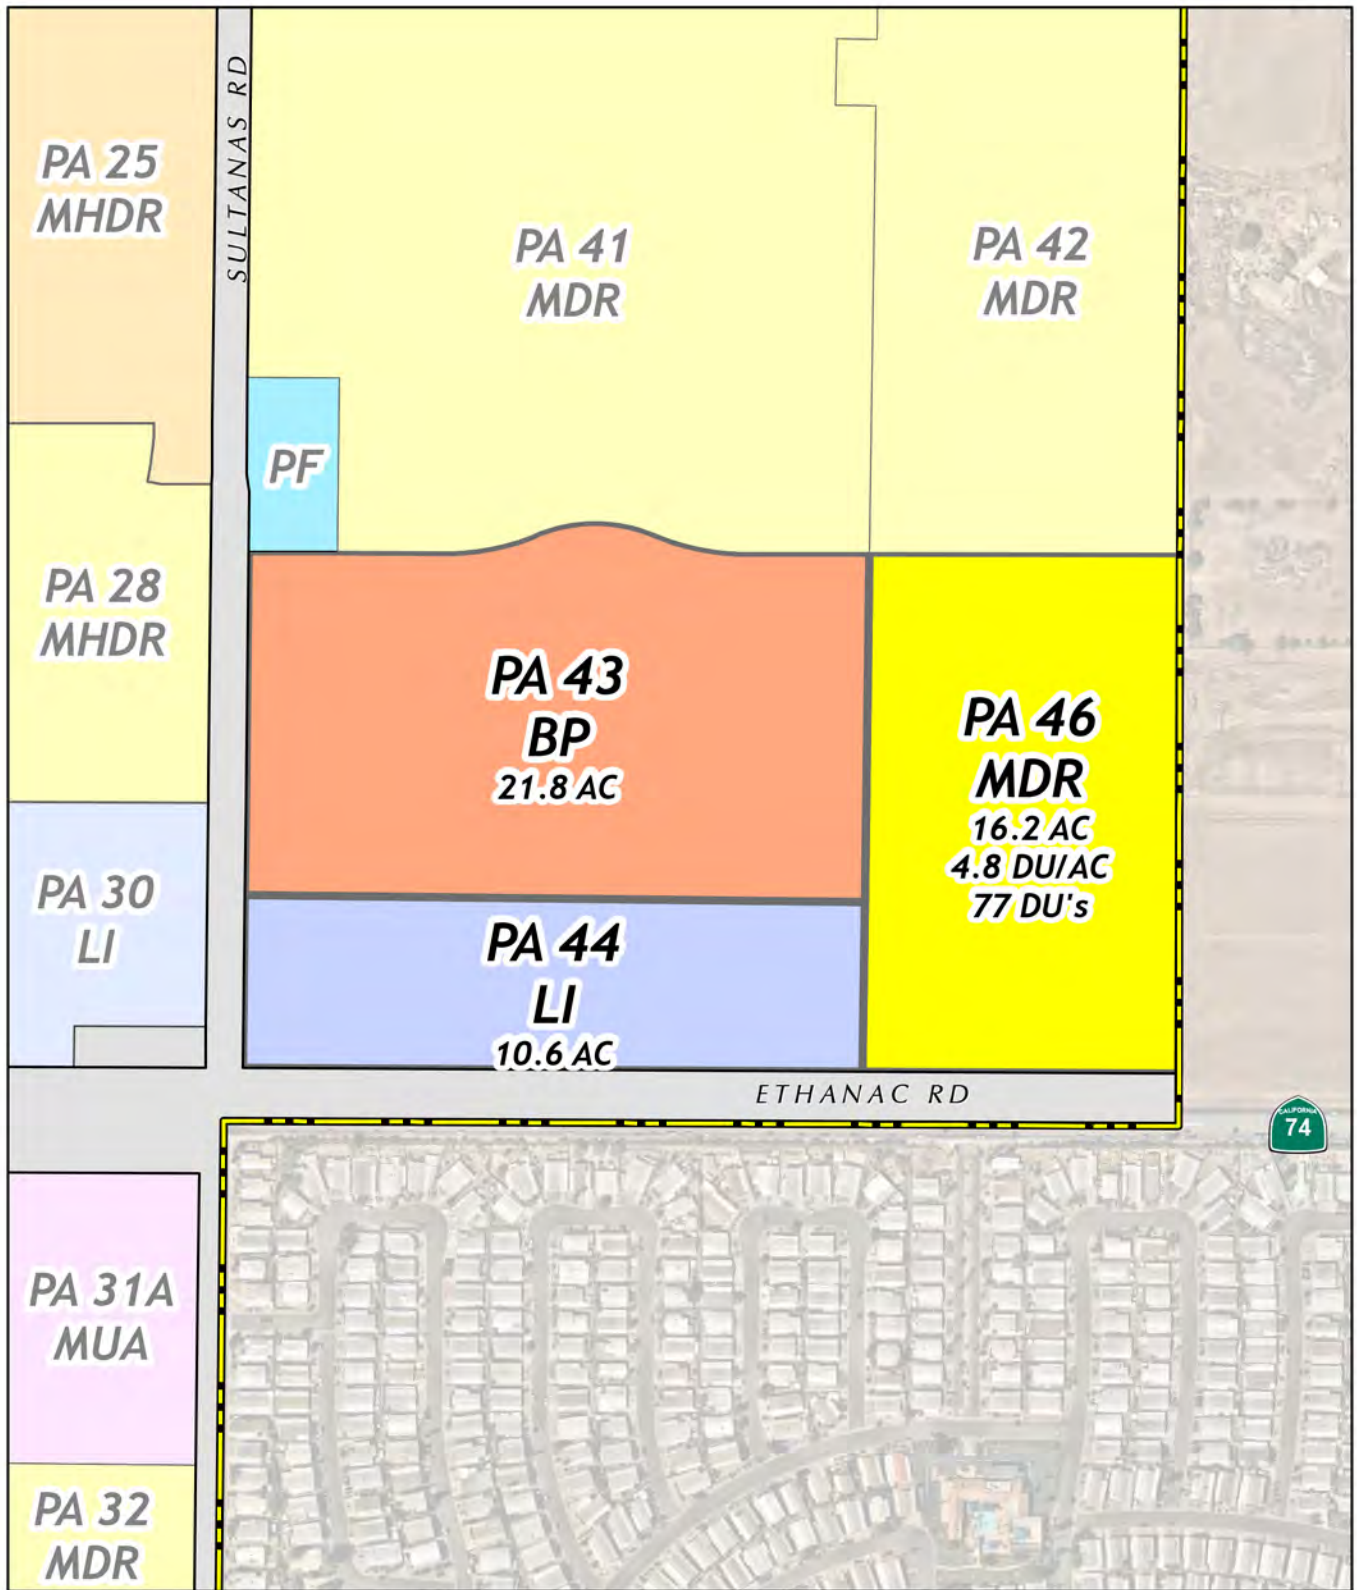 SULTANAS RD
PA 25
MHDR
PA 41
MDR
PA 42
MDR
PF
PA 28
MHDR
PA 43
BP
21.8 AC
PA 46
MDR
16.2 AC
4.8 DU/AC
77 DU's
PA 30
LI
PA 44
LI
10.6 AC
ETHANAC RD
CALIFORNIA
74
PA 31A
MUA
PA 32
MDR